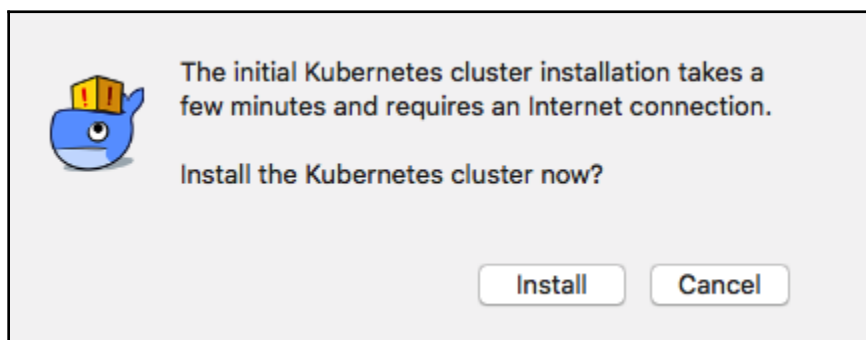 The initial Kubernetes cluster installation takes a
few minutes and requires an Internet connection.
Install the Kubernetes cluster now?
Install
Cancel